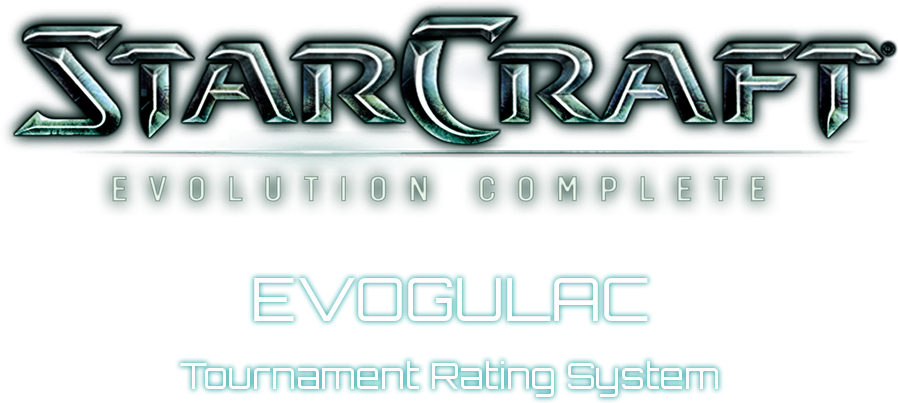 STARCRAFT®
EVOLUTION COMPLETE
EVOGULAC
Tournament Rating System